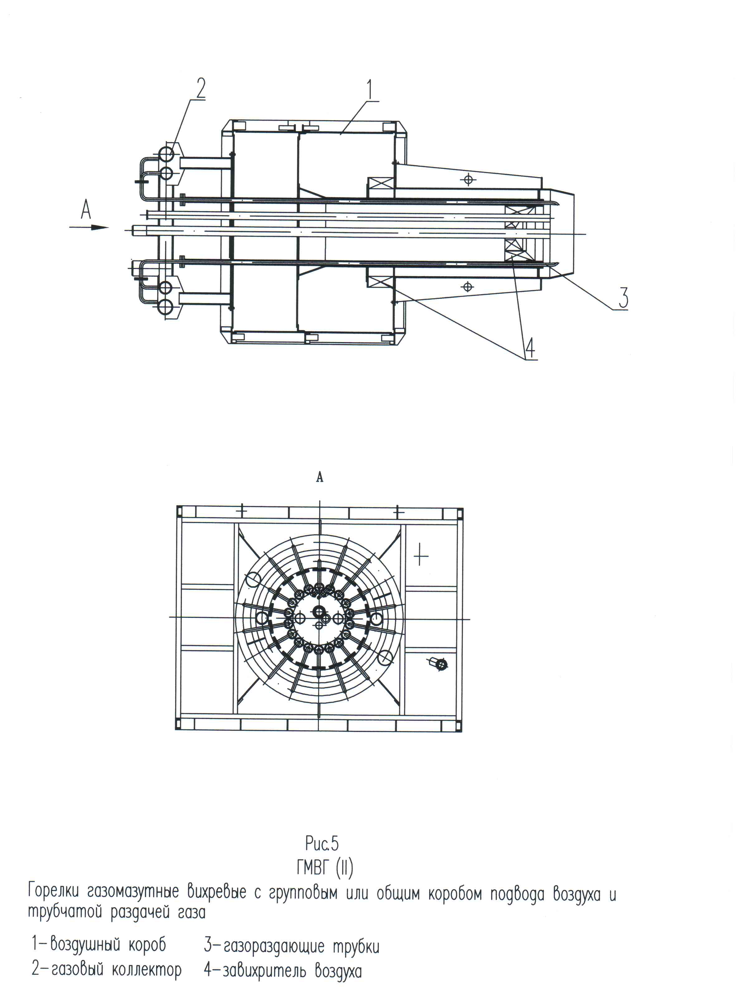 2
1
А
3
4
А
Рис.5
ГМВГ (II)
Горелки газомазутные вихревые с групповым или общим коробом подвода воздуха и
трубчатой раздачей газа
1–воздушный короб 3–газораздающие трубки
2–газовый коллектор 4–завихритель воздуха